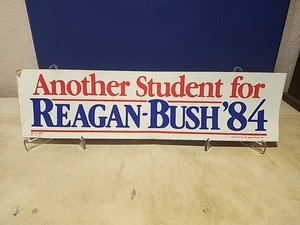 Another Student for
REAGAN-BUSH '84